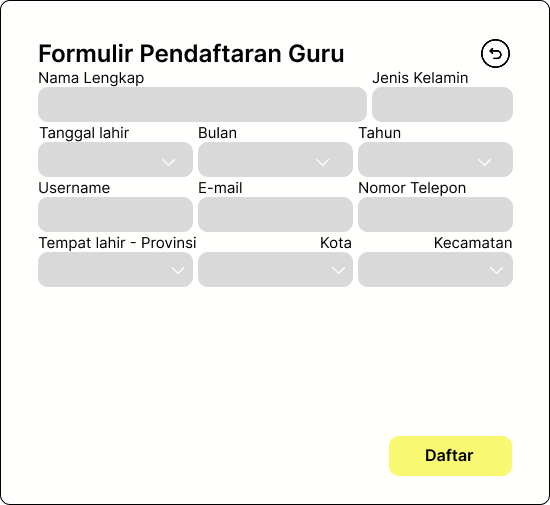 Formulir Pendaftaran Guru
Nama Lengkap Jenis Kelamin
Tanggal lahir Bulan Tahun
Username E-mail Nomor Telepon
Tempat lahir - Provinsi Kota Kecamatan
Daftar